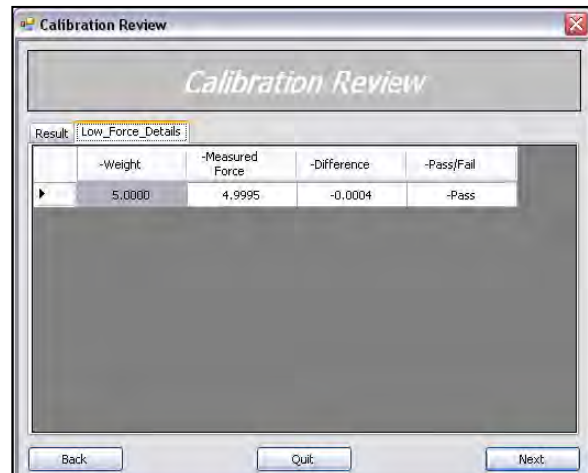 Calibration Review
Calibration Review
Result Low_Force_Details
-Weight -Measured Force -Difference -Pass/Fail
5.0000 4.9995 -0.0004 -Pass
Back Quit Next